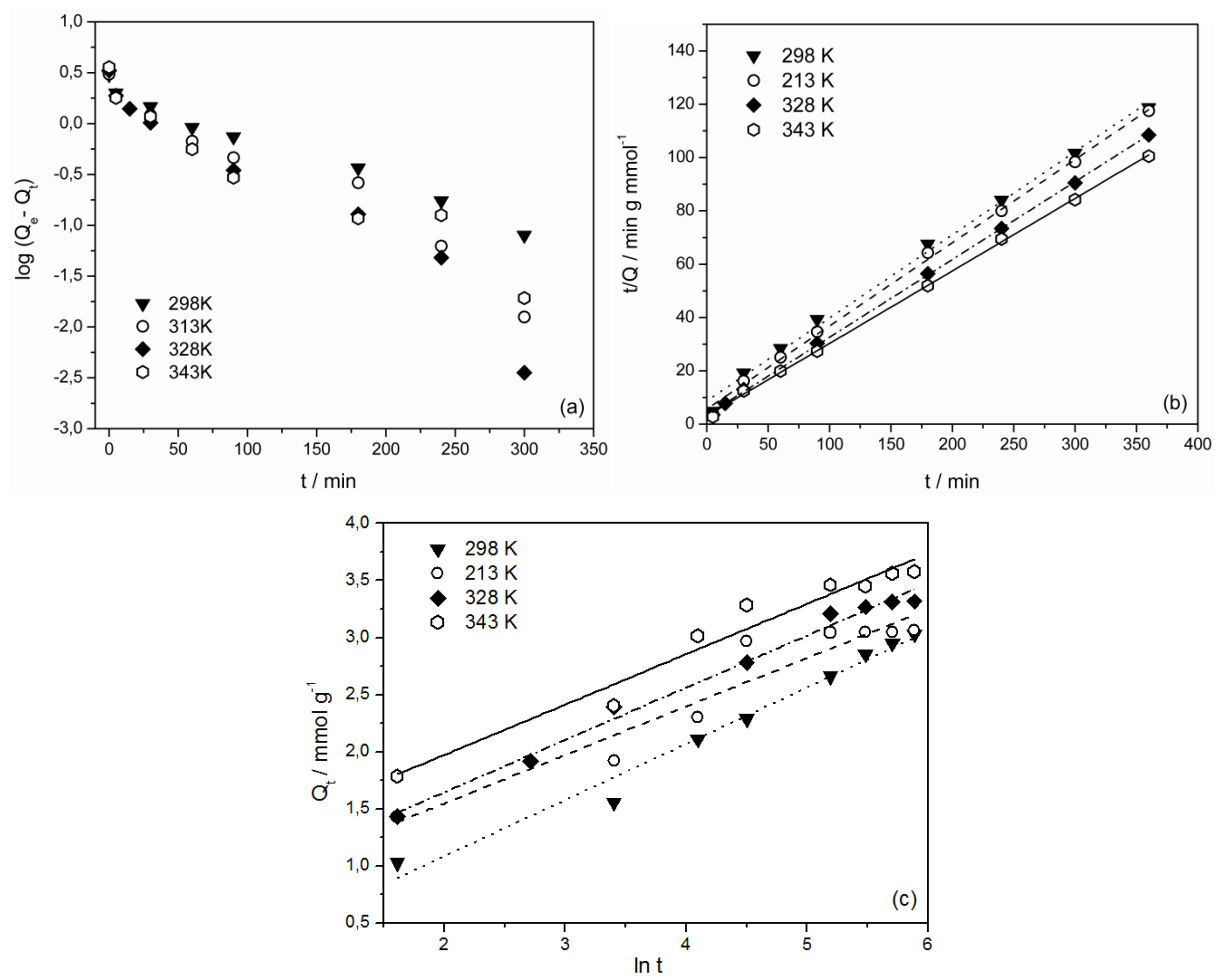 1,0
0,5
0,0
-0,5
-1,0
-1,5
-2,0
-2,5
-3,0
log (Qₑ - Qₜ)
298K
313K
328K
343K
(a)
0 50 100 150 200 250 300 350
t / min
140
120
100
80
60
40
20
0
t/Q / min g mmol⁻¹
298 K
213 K
328 K
343 K
(b)
0 50 100 150 200 250 300 350 400
t / min
4,0
3,5
3,0
2,5
2,0
1,5
1,0
0,5
Qₜ / mmol g⁻¹
298 K
213 K
328 K
343 K
(c)
2 3 4 5 6
ln t